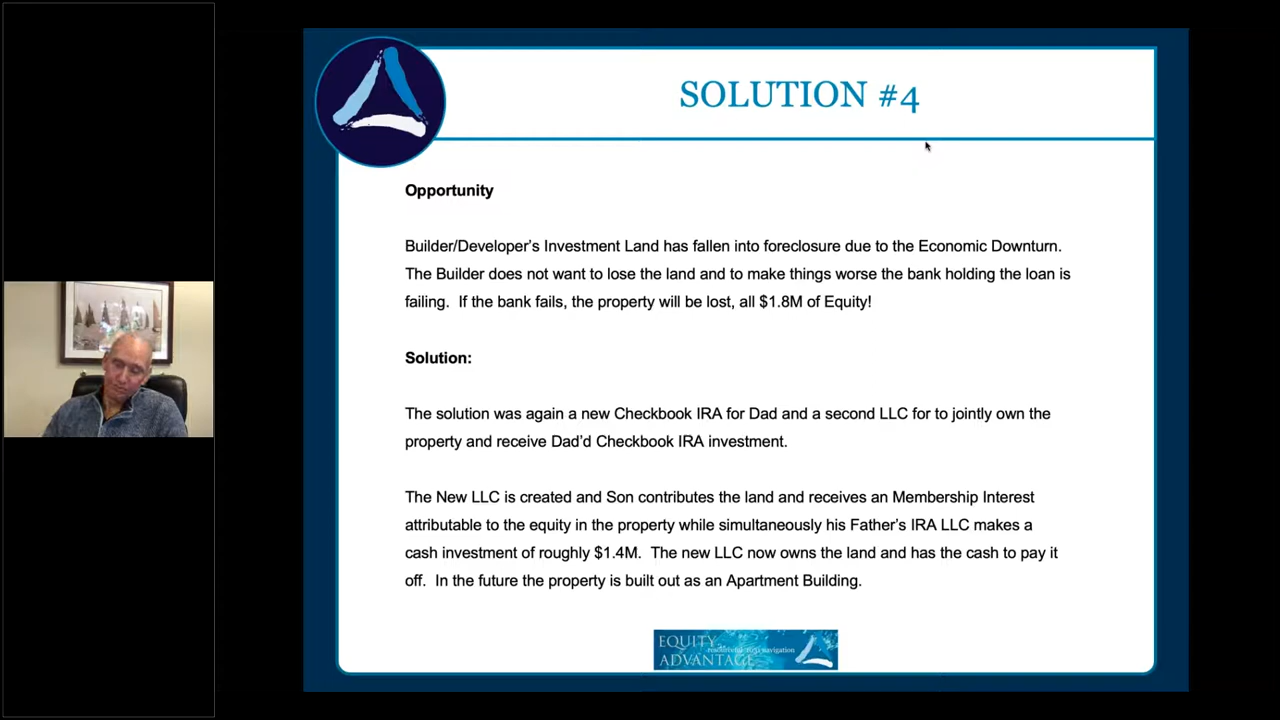 SOLUTION #4
Opportunity
Builder/Developer's Investment Land has fallen into foreclosure due to the Economic Downturn.
The Builder does not want to lose the land and to make things worse the bank holding the loan is
failing.  If the bank fails, the property will be lost, all $1.8M of Equity!
Solution:
The solution was again a new Checkbook IRA for Dad and a second LLC for to jointly own the
property and receive Dad'd Checkbook IRA investment.
The New LLC is created and Son contributes the land and receives an Membership Interest
attributable to the equity in the property while simultaneously his Father's IRA LLC makes a
cash investment of roughly $1.4M.  The new LLC now owns the land and has the cash to pay it
off.  In the future the property is built out as an Apartment Building.
EQUITY
navigation
ADVANTAGE